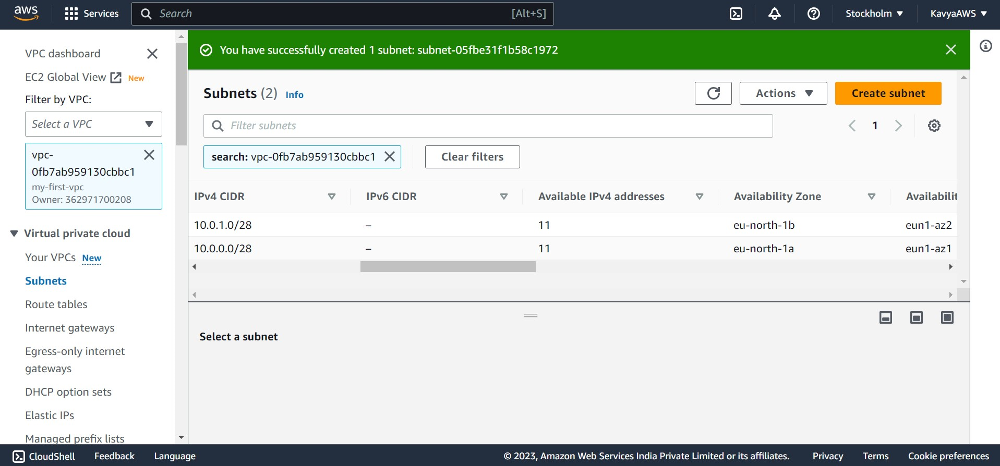 aws Services Search [Alt+S] Stockholm KavyaAWS
VPC dashboard
EC2 Global View New
Filter by VPC:
Select a VPC
vpc-
0fb7ab959130cbbc1
my-first-vpc
Owner: 362971700208
Virtual private cloud
Your VPCs New
Subnets
Route tables
Internet gateways
Egress-only internet
gateways
DHCP option sets
Elastic IPs
Managed prefix lists
You have successfully created 1 subnet: subnet-05fbe31f1b58c1972
Subnets (2) Info Actions Create subnet
Filter subnets 1
search: vpc-0fb7ab959130cbbc1 Clear filters
IPv4 CIDR IPv6 CIDR Available IPv4 addresses Availability Zone Availabilit
10.0.1.0/28 – 11 eu-north-1b eun1-az2
10.0.0.0/28 – 11 eu-north-1a eun1-az1
Select a subnet
CloudShell Feedback Language © 2023, Amazon Web Services India Private Limited or its affiliates. Privacy Terms Cookie preferences